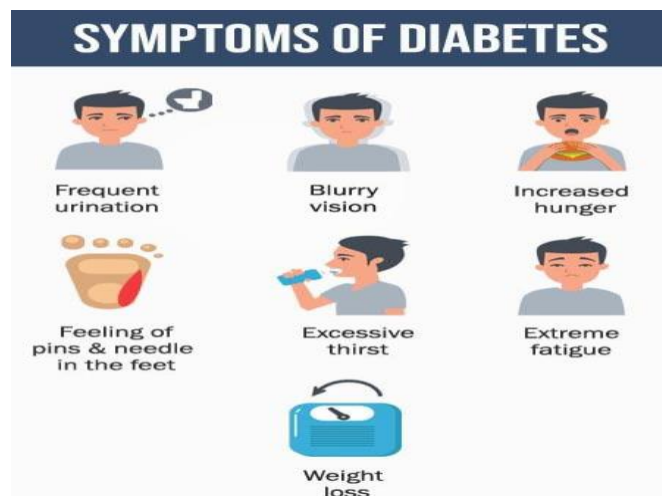 SYMPTOMS OF DIABETES
Frequent
urination
Blurry
vision
Increased
hunger
Feeling of
pins & needle
in the feet
Excessive
thirst
Extreme
fatigue
Weight
loss